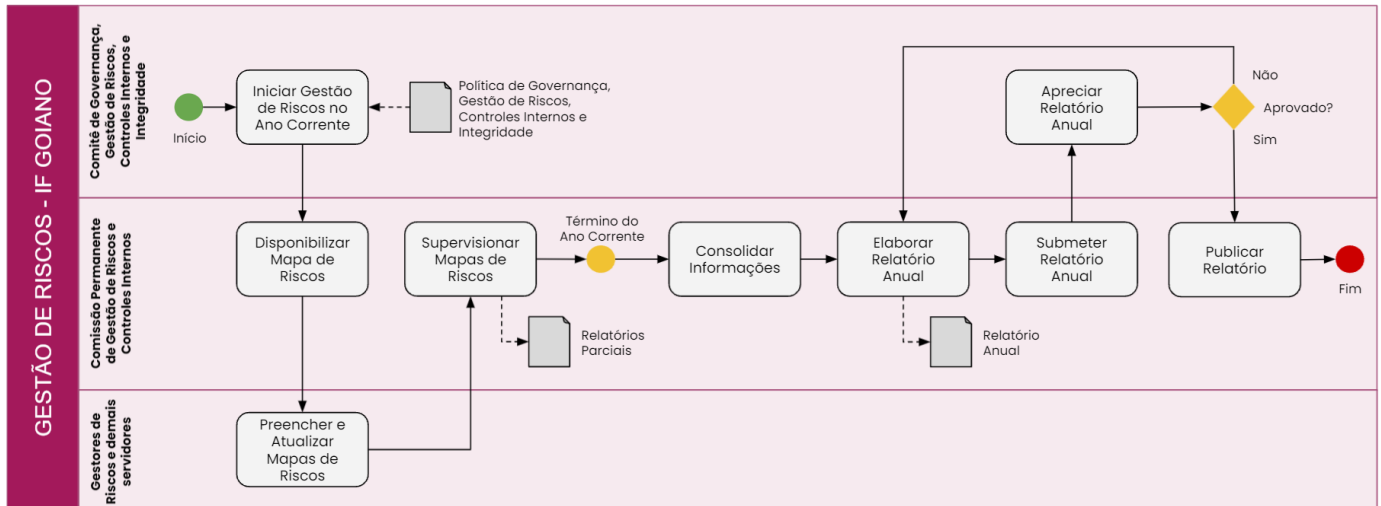 GESTÃO DE RISCOS - IF GOIANO
Comitê de Governança,
Gestão de Riscos,
Controles Internos e
Integridade
Início
Iniciar Gestão
de Riscos no
Ano Corrente
Política de Governança,
Gestão de Riscos,
Controles Internos e
Integridade
Apreciar
Relatório
Anual
Não
Aprovado?
Sim
Comissão Permanente
de Gestão de Riscos e
Controles Internos
Disponibilizar
Mapa de
Riscos
Supervisionar
Mapas de
Riscos
Relatórios
Parciais
Término do
Ano Corrente
Consolidar
Informações
Elaborar
Relatório
Anual
Relatório
Anual
Submeter
Relatório
Anual
Publicar
Relatório
Fim
Gestores de
Riscos e demais
servidores
Preencher e
Atualizar
Mapas de
Riscos